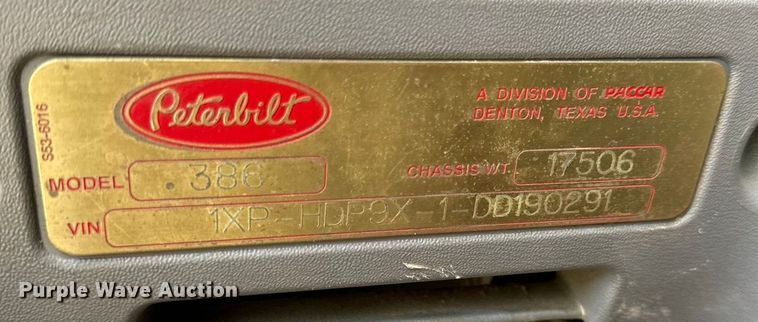 Peterbilt
A DIVISION OF PACCAR
DENTON, TEXAS U.S.A.
S53-6016
MODEL .386
CHASSIS WT. 17506
VIN 1XP-HDP9X-1-DD190291
Purple Wave Auction